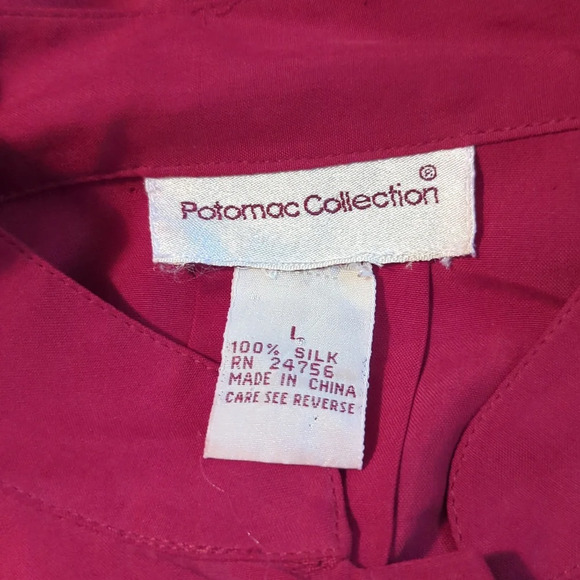 Potomac Collection ®
L
100% SILK
RN 24756
MADE IN CHINA
CARE SEE REVERSE